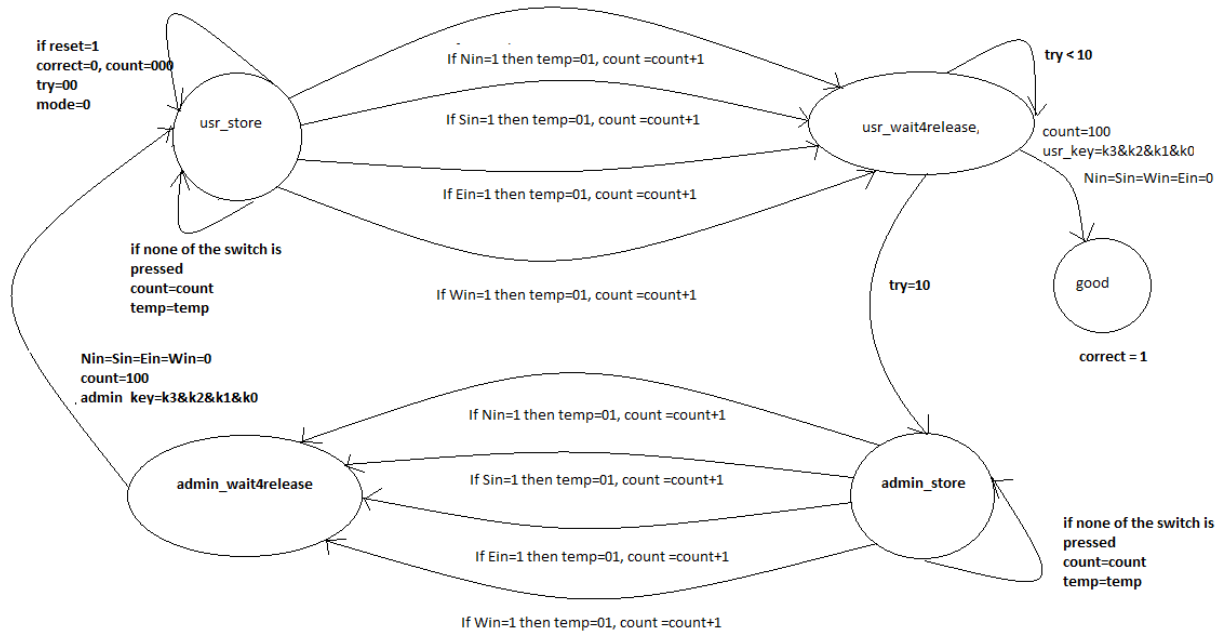 if reset=1
correct=0, count=000
try=00
mode=0
usr_store
If Nin=1 then temp=01, count =count+1
If Sin=1 then temp=01, count =count+1
If Ein=1 then temp=01, count =count+1
If Win=1 then temp=01, count =count+1
usr_wait4release,
try < 10
count=100
usr_key=k3&k2&k1&k0
Nin=Sin=Win=Ein=0
if none of the switch is
pressed
count=count
temp=temp
try=10
good
correct = 1
Nin=Sin=Ein=Win=0
count=100
admin_key=k3&k2&k1&k0
admin_wait4release
If Nin=1 then temp=01, count =count+1
If Sin=1 then temp=01, count =count+1
If Ein=1 then temp=01, count =count+1
If Win=1 then temp=01, count =count+1
admin_store
if none of the switch is
pressed
count=count
temp=temp